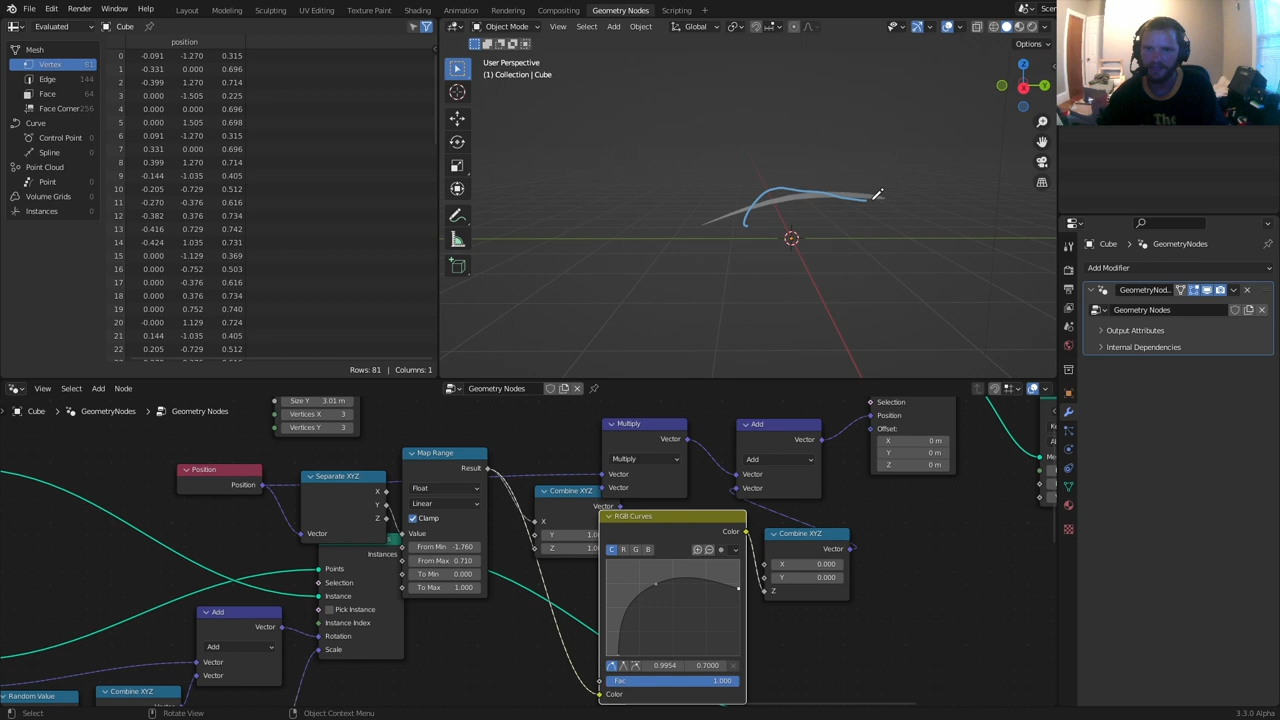 File Edit Render Window Help
Layout Modeling Sculpting UV Editing Texture Paint Shading Animation Rendering Compositing Geometry Nodes Scripting
Scen
Evaluated
Cube
Mesh
Vertex 81
Edge 144
Face 64
Face Corner 256
Curve
Control Point 0
Spline 0
Point Cloud
Point 0
Volume Grids 0
Instances 0
position
0 -0.091 -1.270 0.315
1 -0.331 0.000 0.696
2 -0.399 1.270 0.714
3 0.000 -1.505 0.225
4 0.000 0.000 0.696
5 0.000 1.505 0.698
6 0.091 -1.270 0.315
7 0.331 0.000 0.696
8 0.399 1.270 0.714
9 -0.144 -1.035 0.405
10 -0.205 -0.729 0.512
11 -0.270 -0.376 0.616
12 -0.382 0.376 0.734
13 -0.416 0.729 0.742
14 -0.424 1.035 0.731
15 0.000 -1.129 0.369
16 0.000 -0.752 0.503
17 0.000 -0.376 0.616
18 0.000 0.376 0.734
19 0.000 0.752 0.740
20 -0.000 1.129 0.724
21 0.144 -1.035 0.405
22 0.205 -0.729 0.512
Rows: 81 | Columns: 1
Object Mode View Select Add Object Global
Options
User Perspective
(1) Collection | Cube
X
Y
Z
The
Cube GeometryNodes
Add Modifier
GeometryNod..
Geometry Nodes
Output Attributes
Internal Dependencies
View Select Add Node
Geometry Nodes
Cube GeometryNodes Geometry Nodes
Size Y 3.01 m
Vertices X 3
Vertices Y 3
Position
Position
Separate XYZ
X
Y
Z
Vector
Instances
Points
Selection
Instance
Pick Instance
Instance Index
Rotation
Scale
Add
Vector
Add
Vector
Vector
Random Value
Combine XYZ
Map Range
Result
Float
Linear
Clamp
Value
From Min -1.760
From Max 0.710
To Min 0.000
To Max 1.000
Combine XYZ
Vector
X
Y 1.0
Z 1.0
Multiply
Vector
Multiply
Vector
Vector
Add
Vector
Add
Vector
Vector
RGB Curves
Color
C R G B
0.9954 0.7000
Fac 1.000
Color
Combine XYZ
Vector
X 0.000
Y 0.000
Z
Selection
Position
Offset:
X 0 m
Y 0 m
Z 0 m
Select
Rotate View
Object Context Menu
3.3.0 Alpha